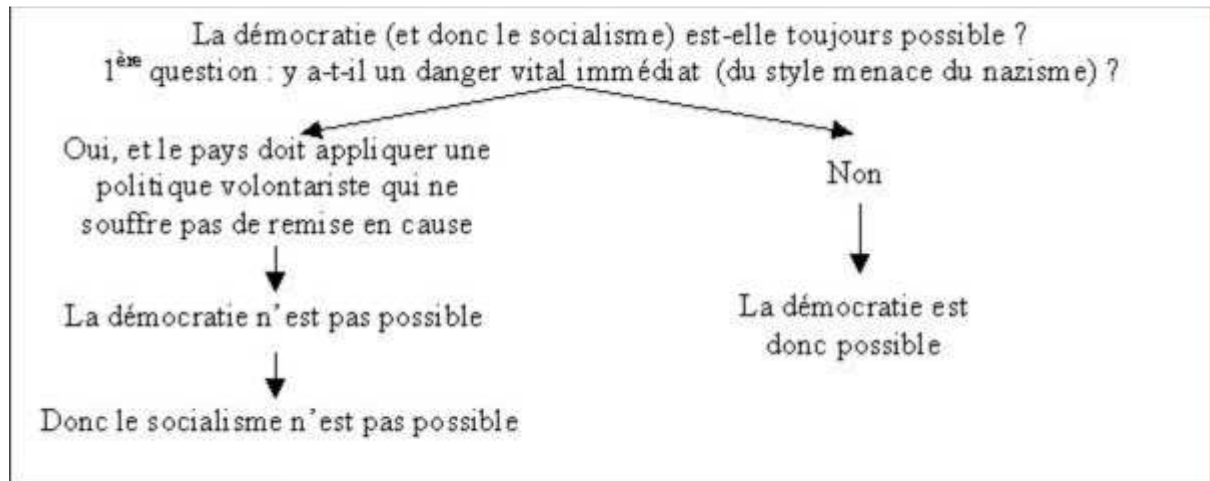 La démocratie (et donc le socialisme) est-elle toujours possible ?
1ère question : y a-t-il un danger vital immédiat (du style menace du nazisme) ?
Oui, et le pays doit appliquer une
politique volontariste qui ne
souffre pas de remise en cause
La démocratie n'est pas possible
Donc le socialisme n'est pas possible
Non
La démocratie est
donc possible